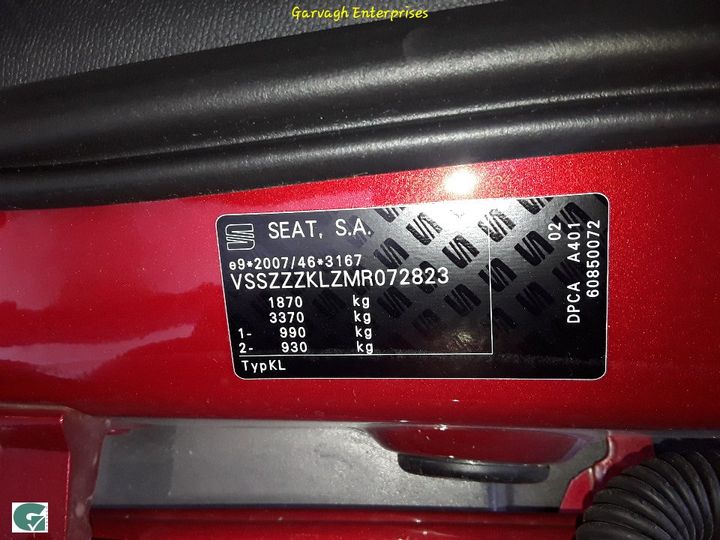 Garvagh Enterprises
SEAT, S.A.
e9*2007/46*3167
VSSZZZKLZMR072823
1870 kg
3370 kg
1- 990 kg
2- 930 kg
TypKL
02
DPCA A401
60850072